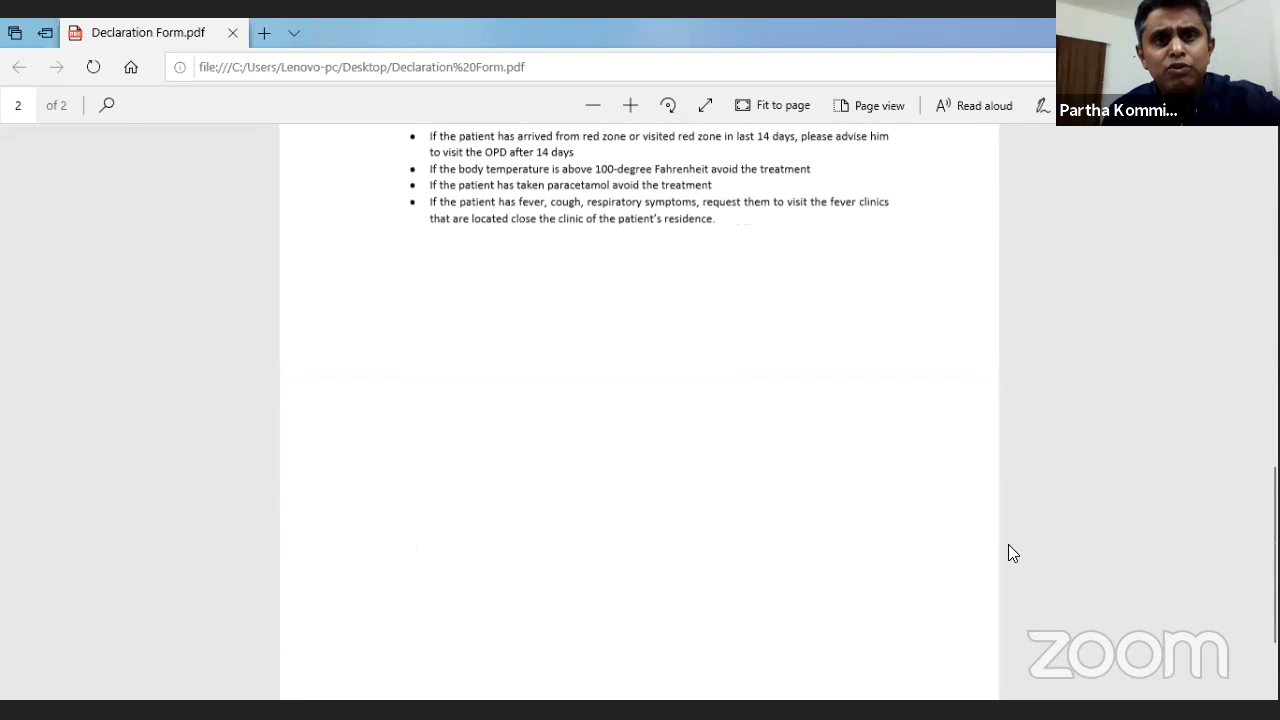 Declaration Form.pdf
file:///C:/Users/Lenovo-pc/Desktop/Declaration%20Form.pdf
2 of 2
Fit to page
Page view
Read aloud
Partha Kommi...
If the patient has arrived from red zone or visited red zone in last 14 days, please advise him
to visit the OPD after 14 days
If the body temperature is above 100-degree Fahrenheit avoid the treatment
If the patient has taken paracetamol avoid the treatment
If the patient has fever, cough, respiratory symptoms, request them to visit the fever clinics
that are located close the clinic of the patient's residence.
zoom